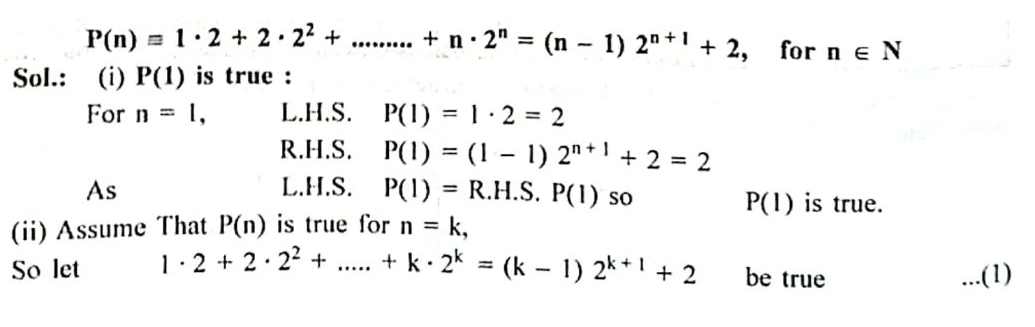 P(n) ≡ 1·2 + 2·2² + ......... + n·2ⁿ = (n – 1) 2ⁿ⁺¹ + 2, for n ∈ N
Sol.: (i) P(1) is true :
For n = 1, L.H.S. P(1) = 1·2 = 2
R.H.S. P(1) = (1 – 1) 2ⁿ⁺¹ + 2 = 2
As L.H.S. P(1) = R.H.S. P(1) so P(1) is true.
(ii) Assume That P(n) is true for n = k,
So let 1·2 + 2·2² + ..... + k·2ᵏ = (k – 1) 2ᵏ⁺¹ + 2 be true ...(1)